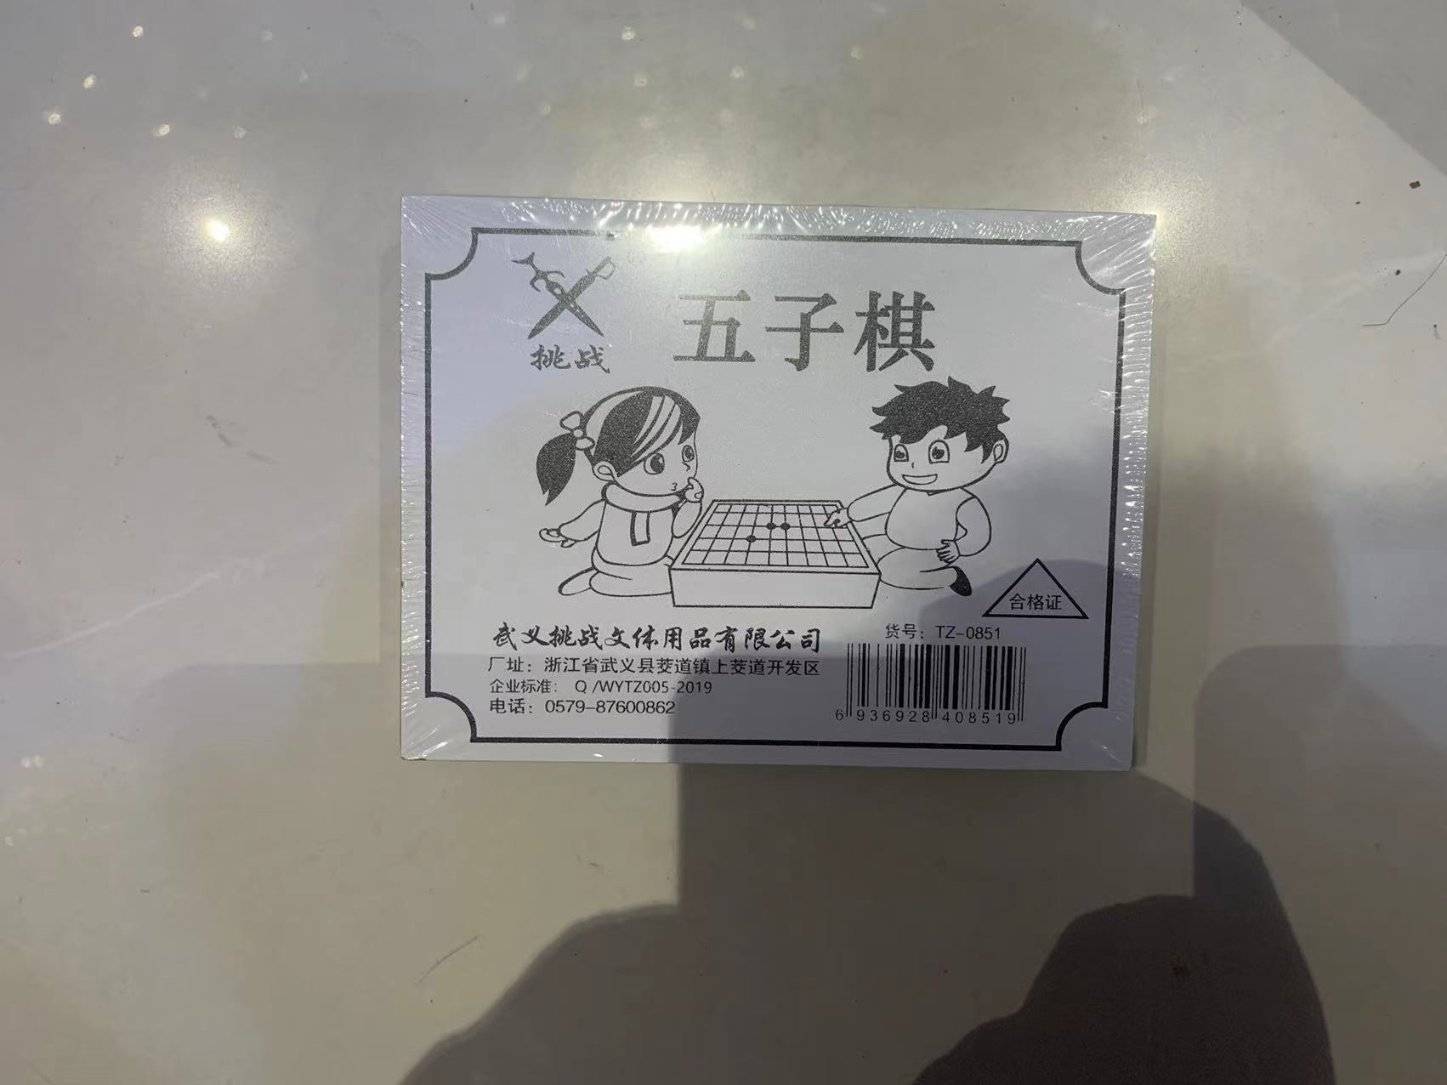 挑战
五子棋
合格证
武义挑战文体用品有限公司
厂址：浙江省武义县茭道镇上茭道开发区
企业标准： Q /WYTZ005-2019
电话：0579-87600862
货号：TZ-0851
6 936928 408519